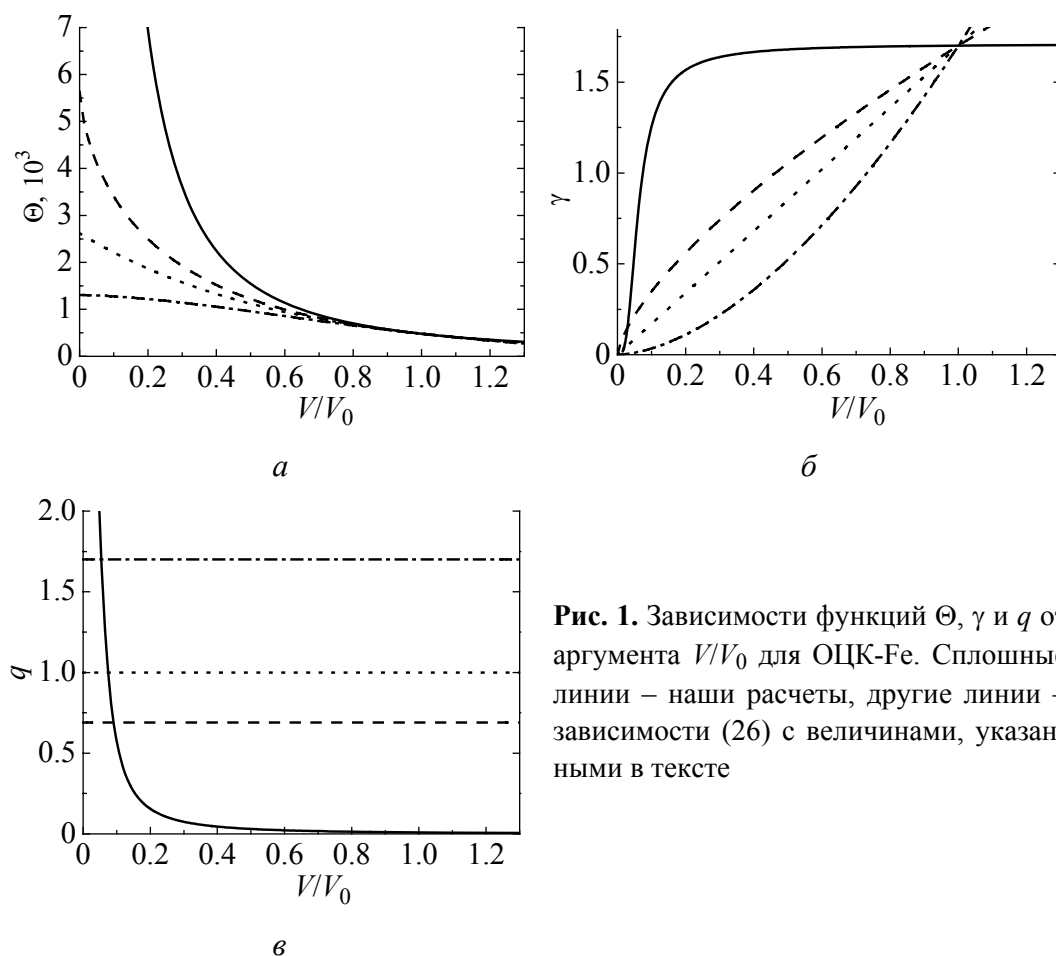 7
6
5
4
3
2
1
0
Θ, 10³
0 0.2 0.4 0.6 0.8 1.0 1.2
V/V₀
а
1.5
1.0
0.5
0
γ
0 0.2 0.4 0.6 0.8 1.0 1.2
V/V₀
б
2.0
1.5
1.0
0.5
0
q
0 0.2 0.4 0.6 0.8 1.0 1.2
V/V₀
в
Рис. 1. Зависимости функций Θ, γ и q от
аргумента V/V₀ для ОЦК-Fe. Сплошные
линии – наши расчеты, другие линии –
зависимости (26) с величинами, указан
ными в тексте